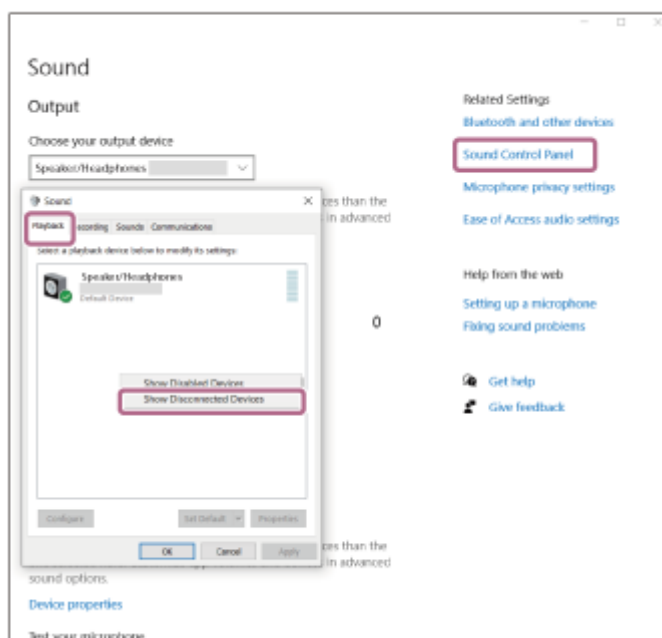 Sound
Output
Choose your output device
Speaker/Headphones
ces than the
in advanced
Sound
Playback
Recording Sounds Communications
Select a playback device below to modify its settings:
Speaker/Headphones
Default Device
Show Disabled Devices
Show Disconnected Devices
Configure
Set Default
Properties
OK
Cancel
Apply
0
ces than the
in advanced
sound options.
Device properties
Test your microphone
Related Settings
Bluetooth and other devices
Sound Control Panel
Microphone privacy settings
Ease of Access audio settings
Help from the web
Setting up a microphone
Fixing sound problems
Get help
Give feedback